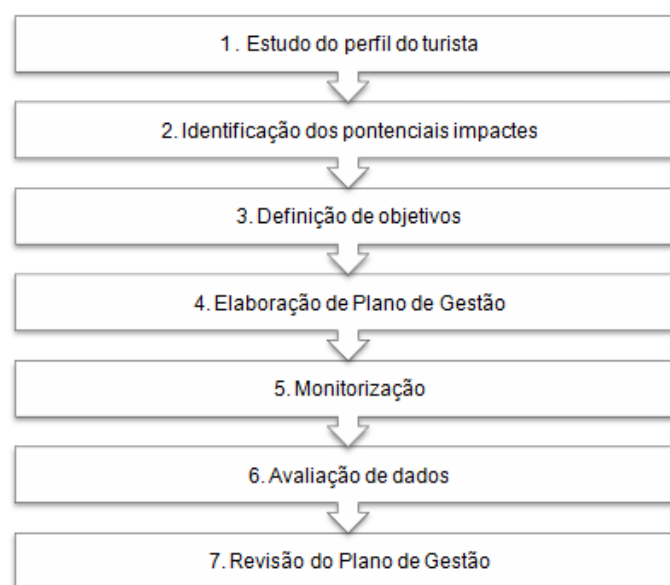 1. Estudo do perfil do turista
2. Identificação dos pontenciais impactes
3. Definição de objetivos
4. Elaboração de Plano de Gestão
5. Monitorização
6. Avaliação de dados
7. Revisão do Plano de Gestão